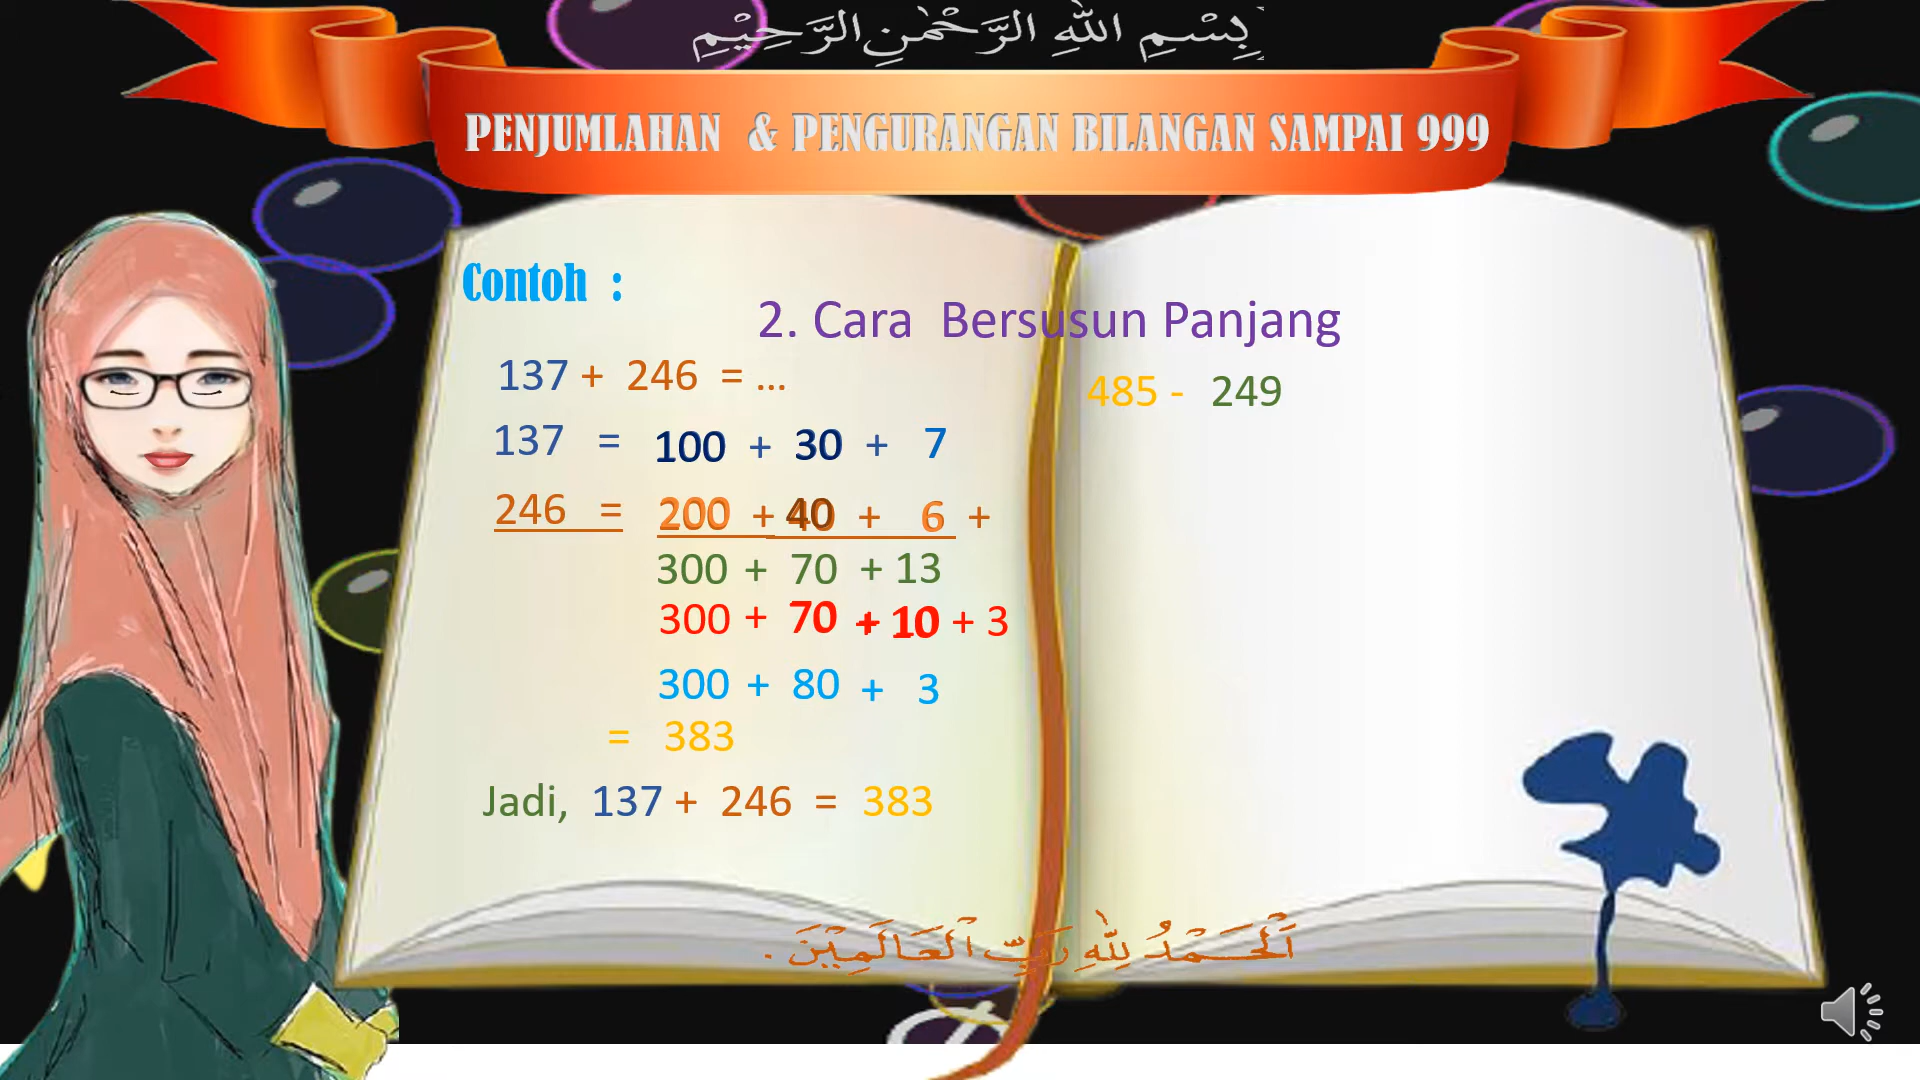 بِسْمِ اللهِ الرَّحْمٰنِ الرَّحِيْمِ
PENJUMLAHAN & PENGURANGAN BILANGAN SAMPAI 999
Contoh :
2. Cara Bersusun Panjang
137 + 246 = ...
137 = 100 + 30 + 7
246 = 200 + 40 + 6 +
300 + 70 + 13
300 + 70 + 10 + 3
300 + 80 + 3
= 383
Jadi, 137 + 246 = 383
485 - 249
اَلْحَمْدُ لِلّٰهِ رَبِّ الْعَالَمِيْنَ .